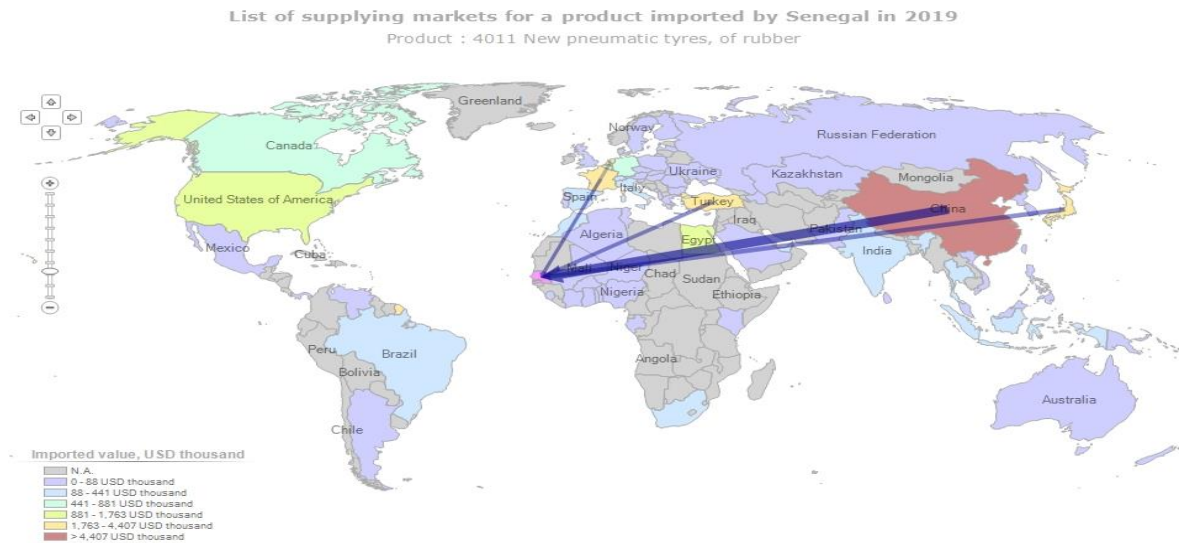 List of supplying markets for a product imported by Senegal in 2019
Product : 4011 New pneumatic tyres, of rubber
Greenland
Norway
Russian Federation
Canada
Ukraine
Kazakhstan
Mongolia
Italy
Spain
United States of America
Turkey
China
Iraq
Algeria
Egypt
Pakistan
Mexico
India
Cuba
Mali
Niger
Chad
Sudan
Nigeria
Ethiopia
Peru
Brazil
Angola
Bolivia
Australia
Chile
Imported value, USD thousand
N.A.
0 - 88 USD thousand
88 - 441 USD thousand
441 - 881 USD thousand
881 - 1,763 USD thousand
1,763 - 4,407 USD thousand
> 4,407 USD thousand